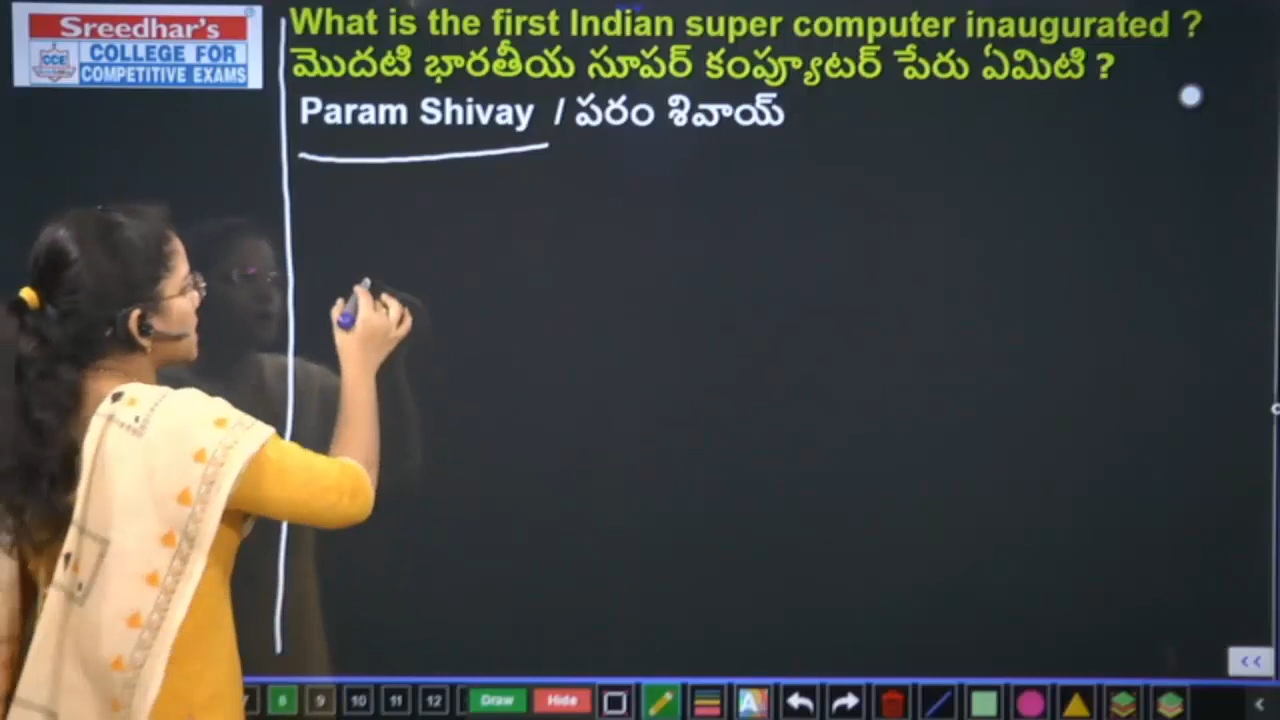 Sreedhar's
CCE
COLLEGE FOR
COMPETITIVE EXAMS
What is the first Indian super computer inaugurated ?
మొదటి భారతీయ సూపర్ కంప్యూటర్ పేరు ఏమిటి ?
Param Shivay / పరం శివాయ్
<<
7 8 9 10 11 12 Draw Hide A <